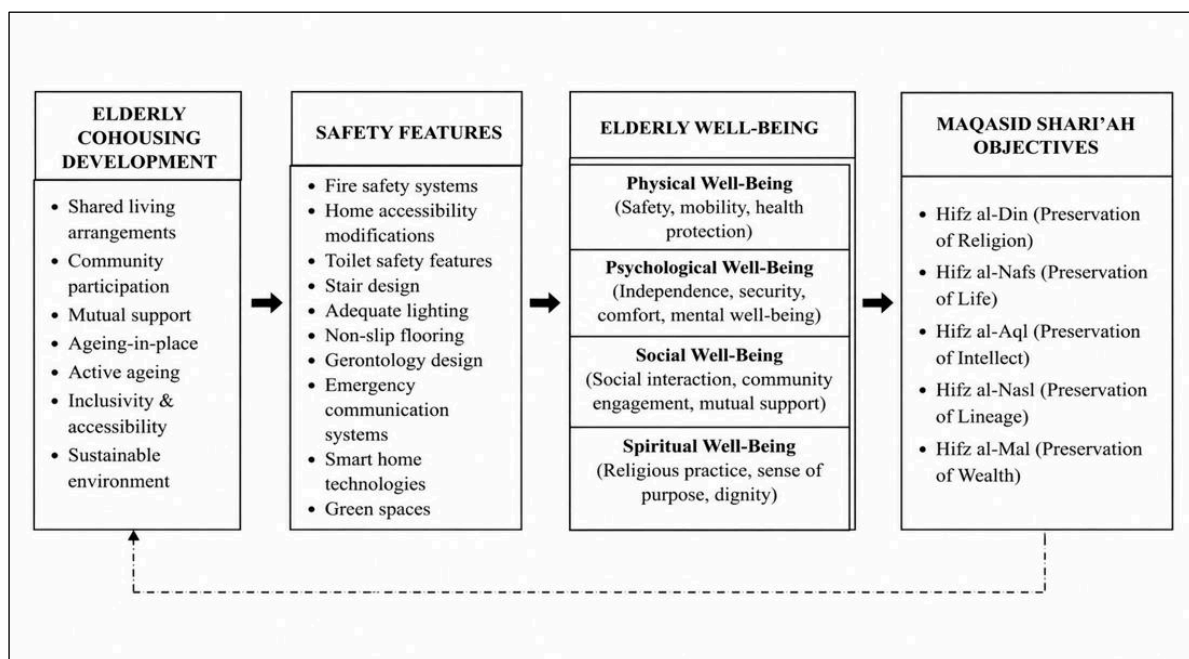 ELDERLY
COHOUSING
DEVELOPMENT
• Shared living
arrangements
• Community
participation
• Mutual support
• Ageing-in-place
• Active ageing
• Inclusivity &
accessibility
• Sustainable
environment
SAFETY FEATURES
• Fire safety systems
• Home accessibility
modifications
• Toilet safety features
• Stair design
• Adequate lighting
• Non-slip flooring
• Gerontology design
• Emergency
communication
systems
• Smart home
technologies
• Green spaces
ELDERLY WELL-BEING
Physical Well-Being
(Safety, mobility, health
protection)
Psychological Well-Being
(Independence, security,
comfort, mental well-being)
Social Well-Being
(Social interaction, community
engagement, mutual support)
Spiritual Well-Being
(Religious practice, sense of
purpose, dignity)
MAQASID SHARI’AH
OBJECTIVES
• Hifz al-Din (Preservation
of Religion)
• Hifz al-Nafs (Preservation
of Life)
• Hifz al-Aql (Preservation
of Intellect)
• Hifz al-Nasl (Preservation
of Lineage)
• Hifz al-Mal (Preservation
of Wealth)